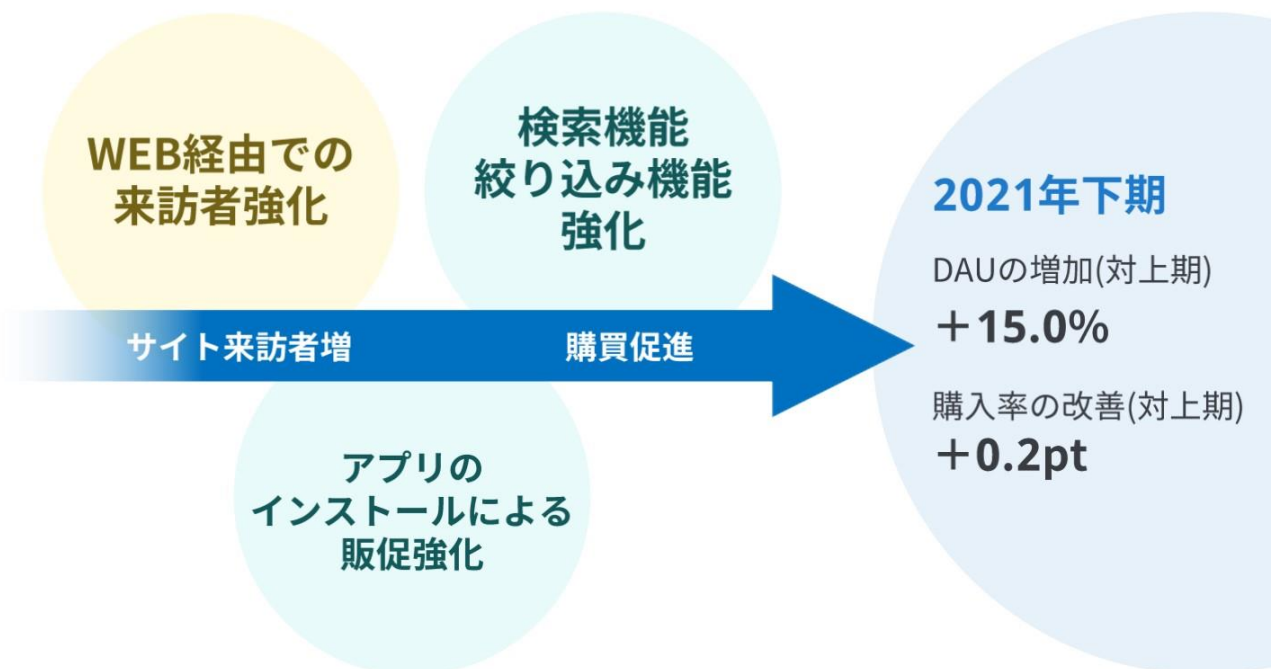 WEB経由での
来訪者強化
検索機能
絞り込み機能
強化
サイト来訪者増
購買促進
アプリの
インストールによる
販促強化
2021年下期
DAUの増加(対上期)
＋15.0%
購入率の改善(対上期)
＋0.2pt